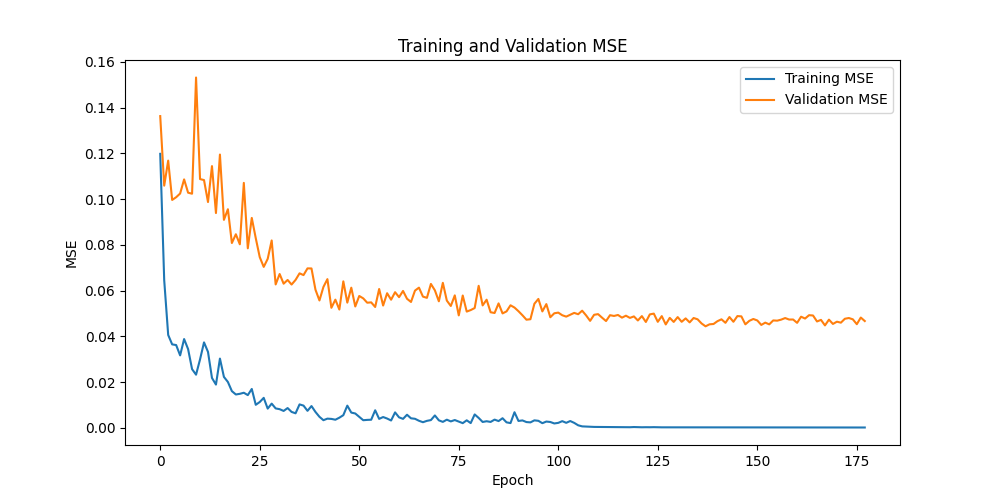 Training and Validation MSE
Training MSE
Validation MSE
MSE
0.16
0.14
0.12
0.10
0.08
0.06
0.04
0.02
0.00
0 25 50 75 100 125 150 175
Epoch